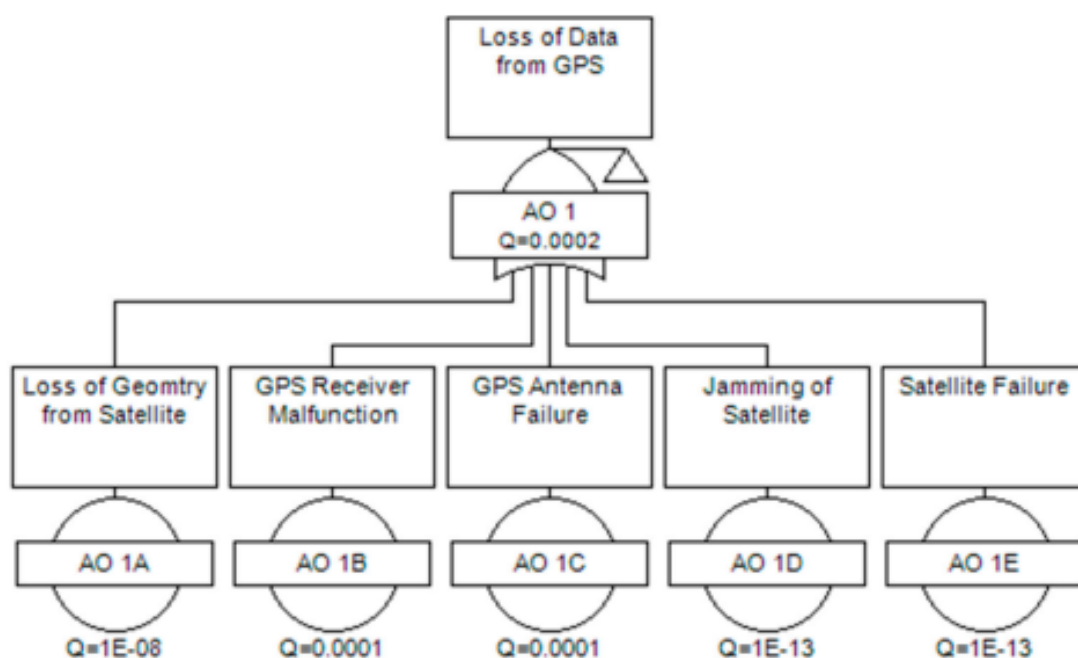 Loss of Data
from GPS
AO 1
Q=0.0002
Loss of Geomtry
from Satellite
GPS Receiver
Malfunction
GPS Antenna
Failure
Jamming of
Satellite
Satellite Failure
AO 1A
AO 1B
AO 1C
AO 1D
AO 1E
Q=1E-08
Q=0.0001
Q=0.0001
Q=1E-13
Q=1E-13